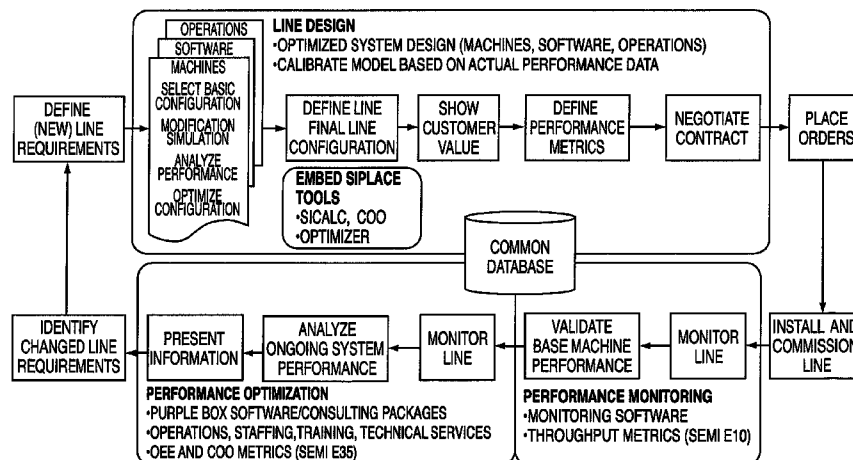 OPERATIONS
SOFTWARE
MACHINES
SELECT BASIC
CONFIGURATION
MODIFICATION
SIMULATION
ANALYZE
PERFORMANCE
OPTIMIZE
CONFIGURATION
LINE DESIGN
•OPTIMIZED SYSTEM DESIGN (MACHINES, SOFTWARE, OPERATIONS)
•CALIBRATE MODEL BASED ON ACTUAL PERFORMANCE DATA
DEFINE
(NEW) LINE
REQUIREMENTS
DEFINE LINE
FINAL LINE
CONFIGURATION
SHOW
CUSTOMER
VALUE
DEFINE
PERFORMANCE
METRICS
NEGOTIATE
CONTRACT
PLACE
ORDERS
EMBED SIPLACE
TOOLS
•SICALC, COO
•OPTIMIZER
COMMON
DATABASE
IDENTIFY
CHANGED LINE
REQUIREMENTS
PRESENT
INFORMATION
ANALYZE
ONGOING SYSTEM
PERFORMANCE
MONITOR
LINE
VALIDATE
BASE MACHINE
PERFORMANCE
MONITOR
LINE
INSTALL AND
COMMISSION
LINE
PERFORMANCE OPTIMIZATION
•PURPLE BOX SOFTWARE/CONSULTING PACKAGES
•OPERATIONS, STAFFING,TRAINING, TECHNICAL SERVICES
•OEE AND COO METRICS (SEMI E35)
PERFORMANCE MONITORING
•MONITORING SOFTWARE
•THROUGHPUT METRICS (SEMI E10)